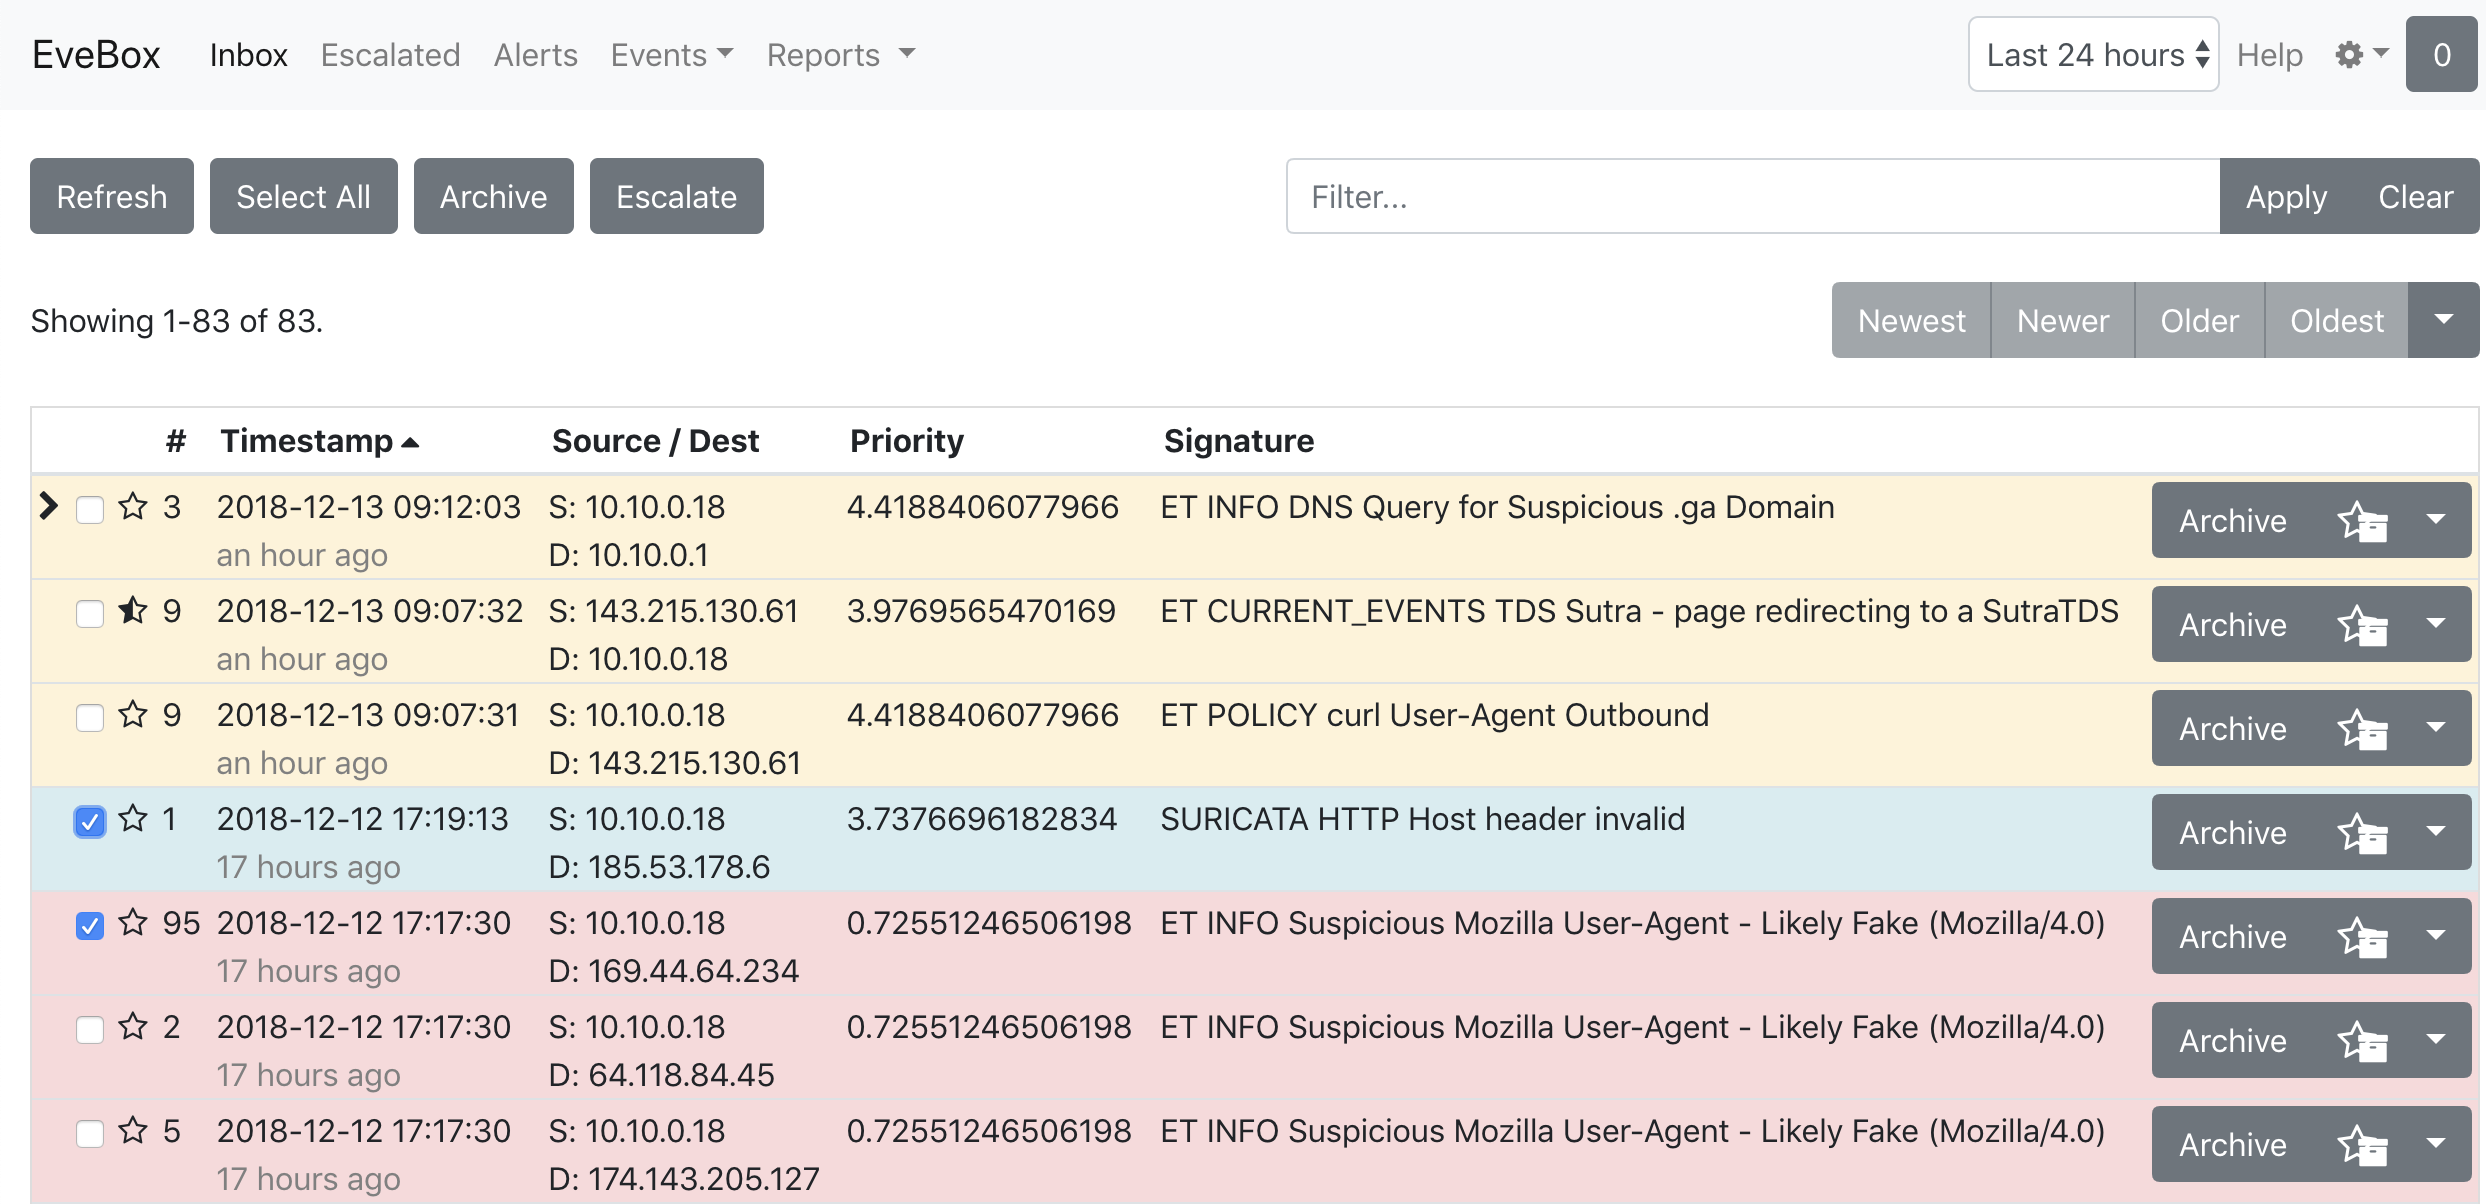 EveBox Inbox Escalated Alerts Events Reports Last 24 hours Help 0
Refresh Select All Archive Escalate Filter... Apply Clear
Showing 1-83 of 83. Newest Newer Older Oldest
# Timestamp Source / Dest Priority Signature
3 2018-12-13 09:12:03 S: 10.10.0.18 4.4188406077966 ET INFO DNS Query for Suspicious .ga Domain Archive
an hour ago D: 10.10.0.1
9 2018-12-13 09:07:32 S: 143.215.130.61 3.9769565470169 ET CURRENT_EVENTS TDS Sutra - page redirecting to a SutraTDS Archive
an hour ago D: 10.10.0.18
9 2018-12-13 09:07:31 S: 10.10.0.18 4.4188406077966 ET POLICY curl User-Agent Outbound Archive
an hour ago D: 143.215.130.61
1 2018-12-12 17:19:13 S: 10.10.0.18 3.7376696182834 SURICATA HTTP Host header invalid Archive
17 hours ago D: 185.53.178.6
95 2018-12-12 17:17:30 S: 10.10.0.18 0.72551246506198 ET INFO Suspicious Mozilla User-Agent - Likely Fake (Mozilla/4.0) Archive
17 hours ago D: 169.44.64.234
2 2018-12-12 17:17:30 S: 10.10.0.18 0.72551246506198 ET INFO Suspicious Mozilla User-Agent - Likely Fake (Mozilla/4.0) Archive
17 hours ago D: 64.118.84.45
5 2018-12-12 17:17:30 S: 10.10.0.18 0.72551246506198 ET INFO Suspicious Mozilla User-Agent - Likely Fake (Mozilla/4.0) Archive
17 hours ago D: 174.143.205.127